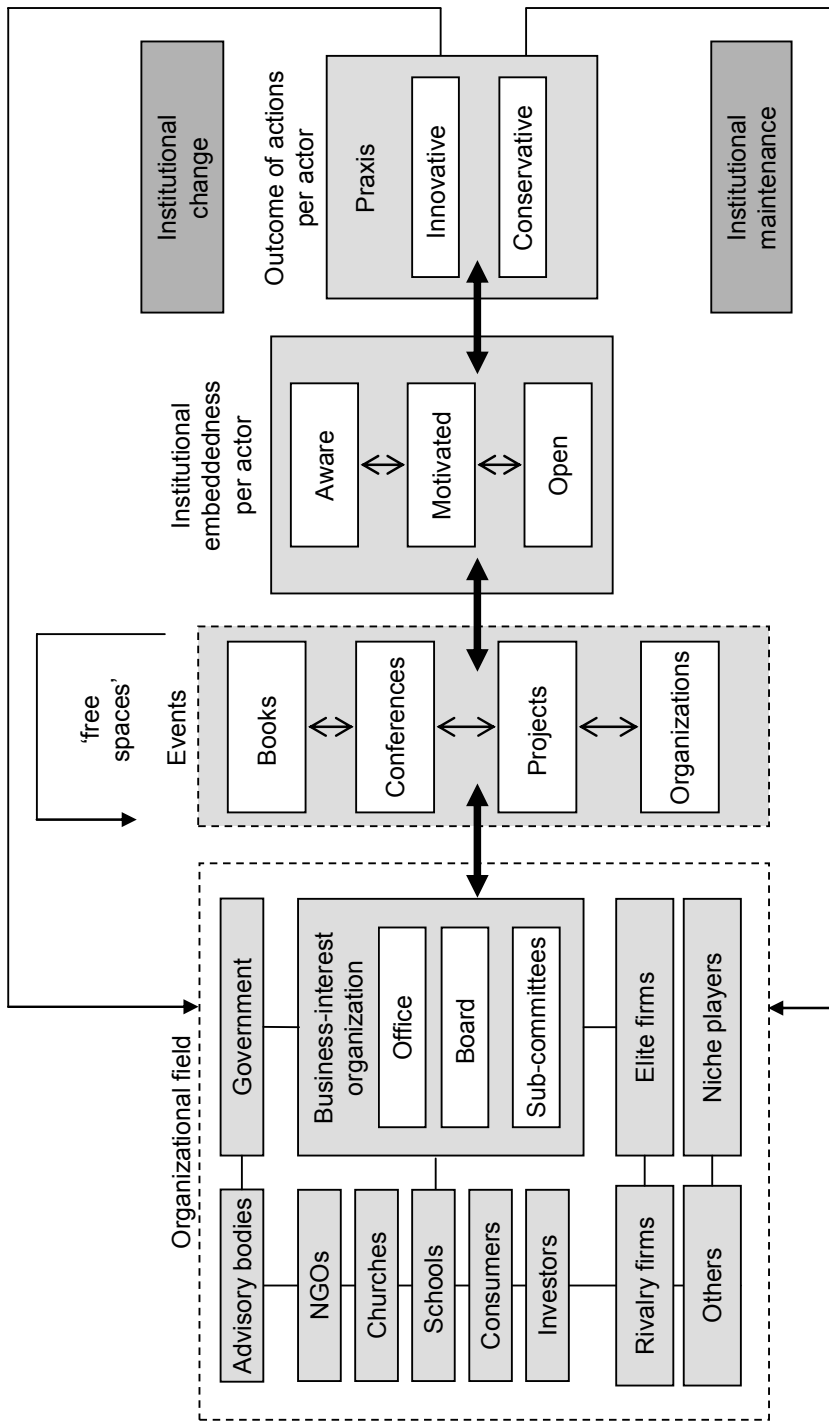 Organizational field
Advisory bodies
Government
NGOs
Churches
Schools
Consumers
Investors
Business-interest
organization
Office
Board
Sub-committees
Rivalry firms
Elite firms
Others
Niche players
‘free
spaces’
Events
Books
Conferences
Projects
Organizations
Institutional
embeddedness
per actor
Aware
Motivated
Open
Institutional
change
Outcome of actions
per actor
Praxis
Innovative
Conservative
Institutional
maintenance